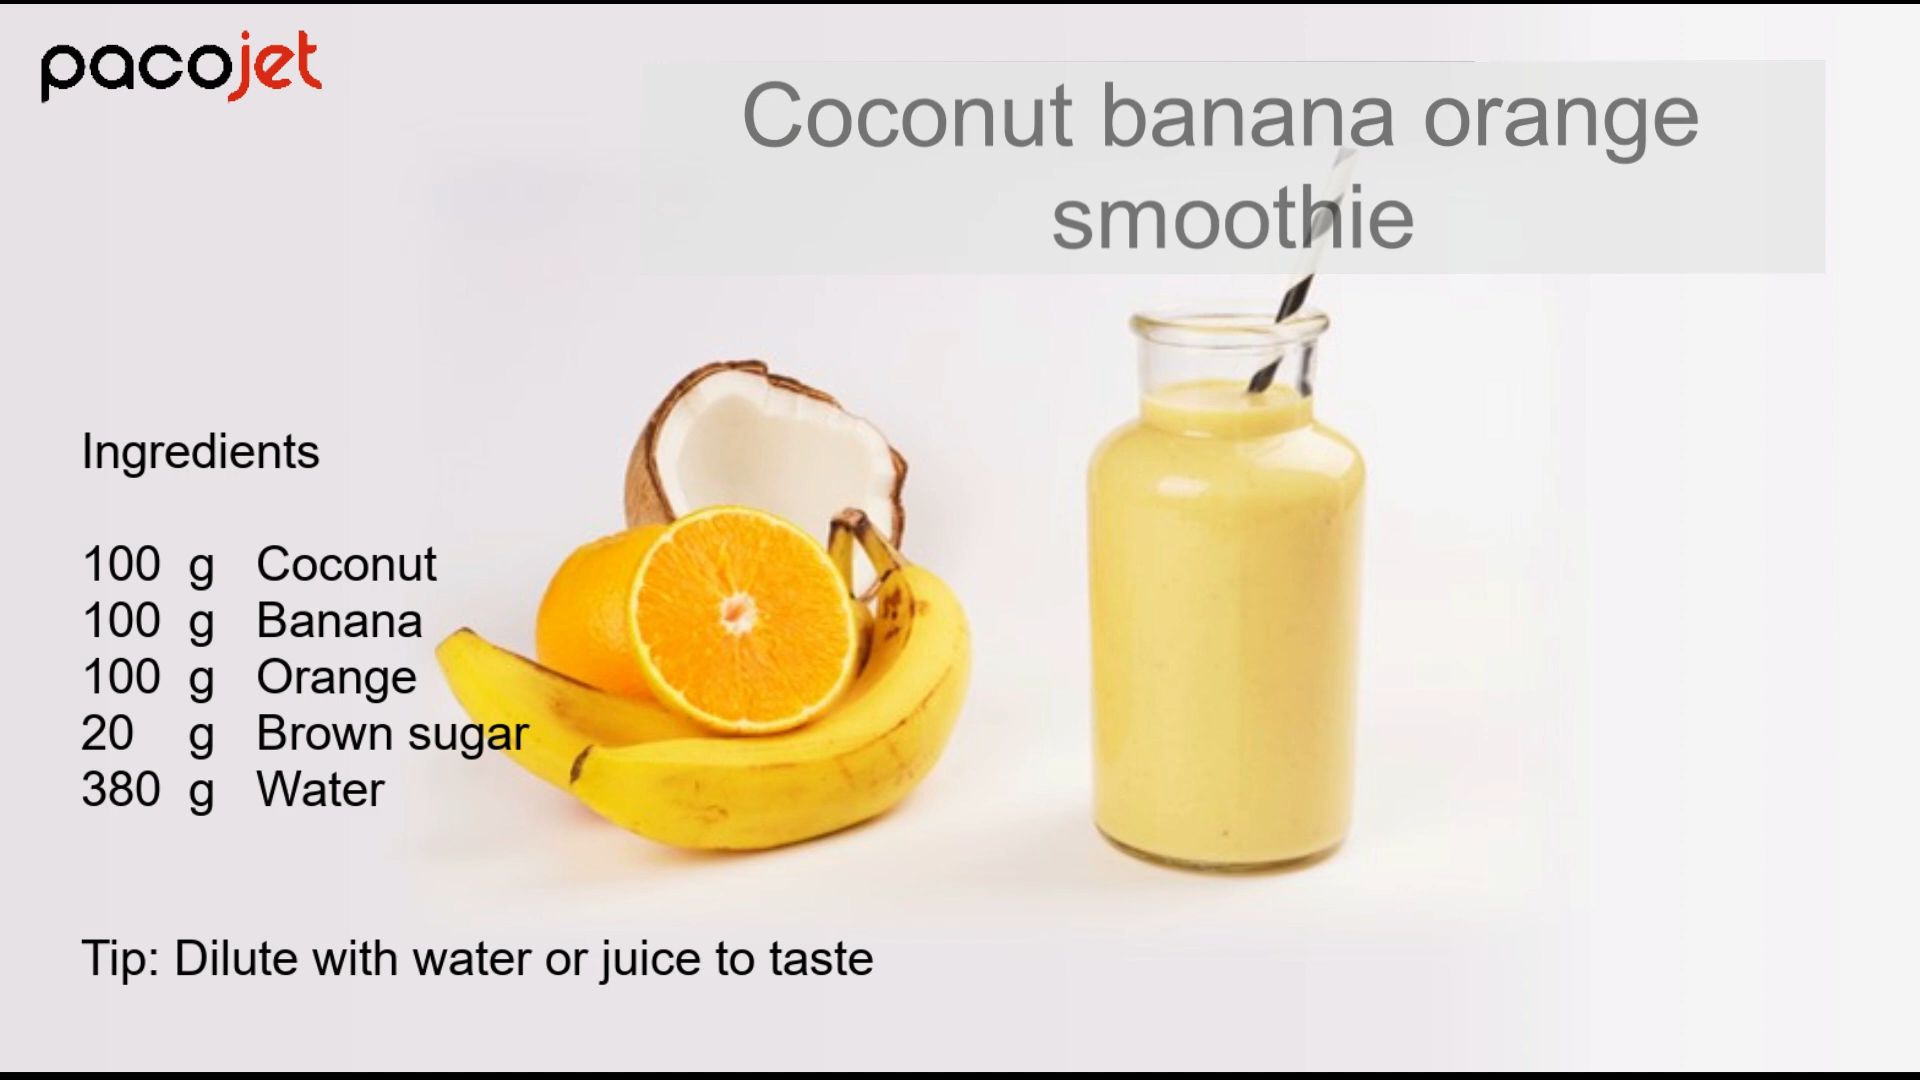 pacojet
Coconut banana orange
smoothie
Ingredients
100 g Coconut
100 g Banana
100 g Orange
20 g Brown sugar
380 g Water
Tip: Dilute with water or juice to taste